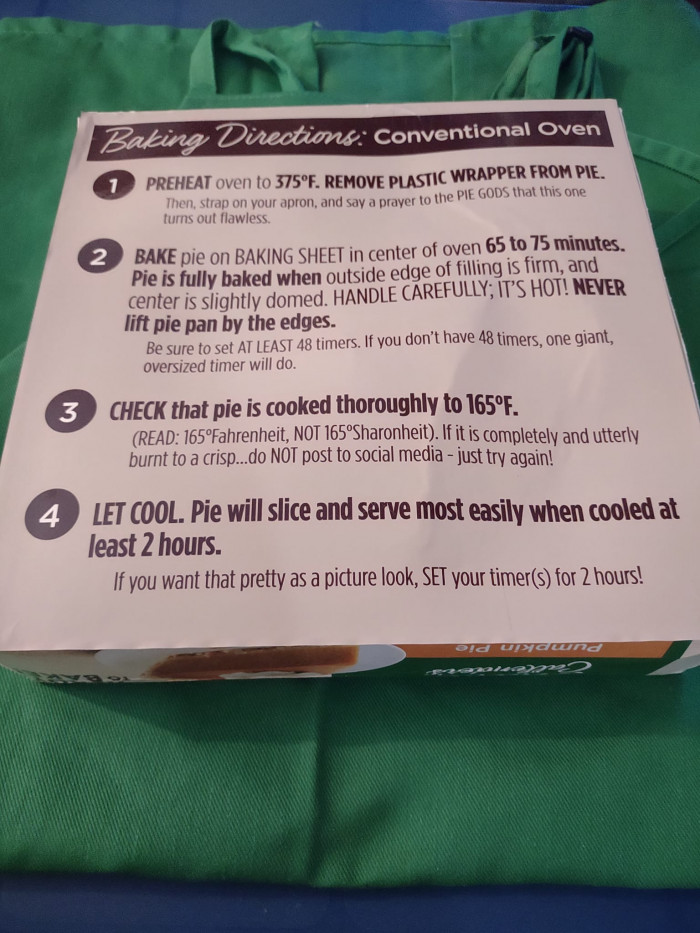 Baking Directions: Conventional Oven
1 PREHEAT oven to 375°F. REMOVE PLASTIC WRAPPER FROM PIE.
Then, strap on your apron, and say a prayer to the PIE GODS that this one
turns out flawless.
2 BAKE pie on BAKING SHEET in center of oven 65 to 75 minutes.
Pie is fully baked when outside edge of filling is firm, and
center is slightly domed. HANDLE CAREFULLY; IT'S HOT! NEVER
lift pie pan by the edges.
Be sure to set AT LEAST 48 timers. If you don't have 48 timers, one giant,
oversized timer will do.
3 CHECK that pie is cooked thoroughly to 165°F.
(READ: 165°Fahrenheit, NOT 165°Sharonheit). If it is completely and utterly
burnt to a crisp...do NOT post to social media - just try again!
4 LET COOL. Pie will slice and serve most easily when cooled at
least 2 hours.
If you want that pretty as a picture look, SET your timer(s) for 2 hours!
Pumpkin Pie
Callender's